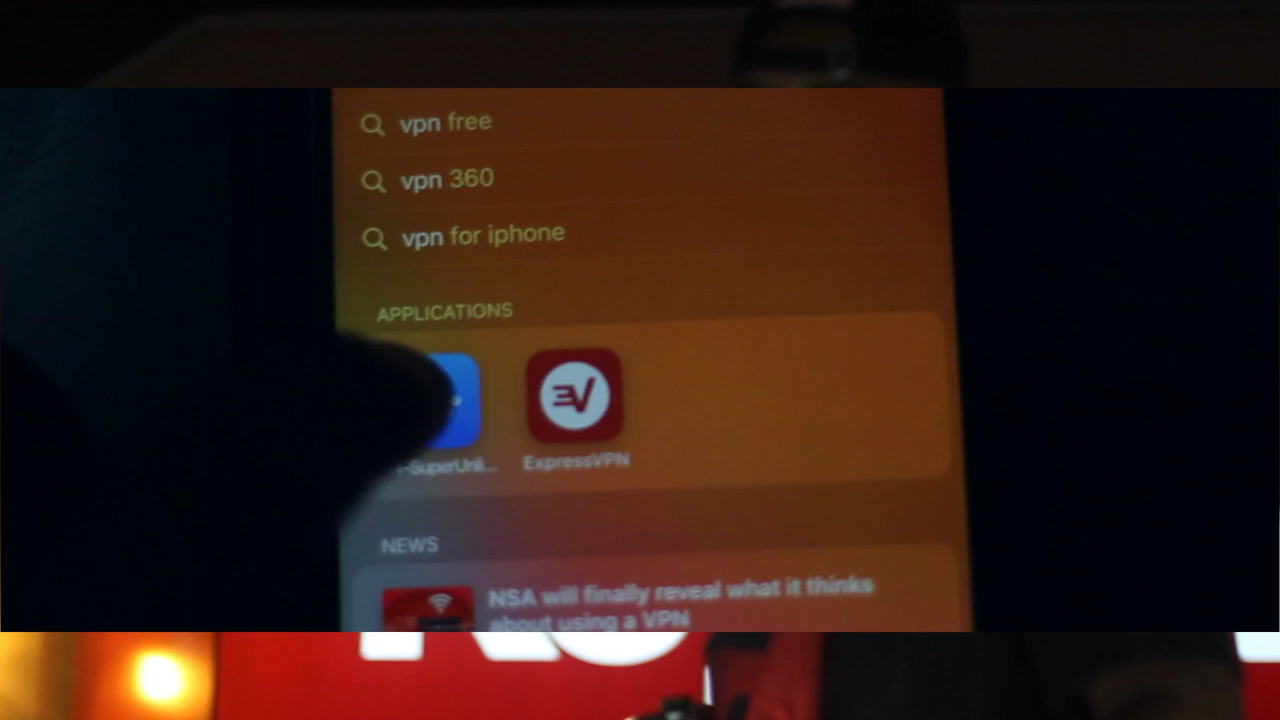 vpn free
vpn 360
vpn for iphone
APPLICATIONS
-SuperUnli...
ExpressVPN
NEWS
NSA will finally reveal what it thinks
about using a VPN